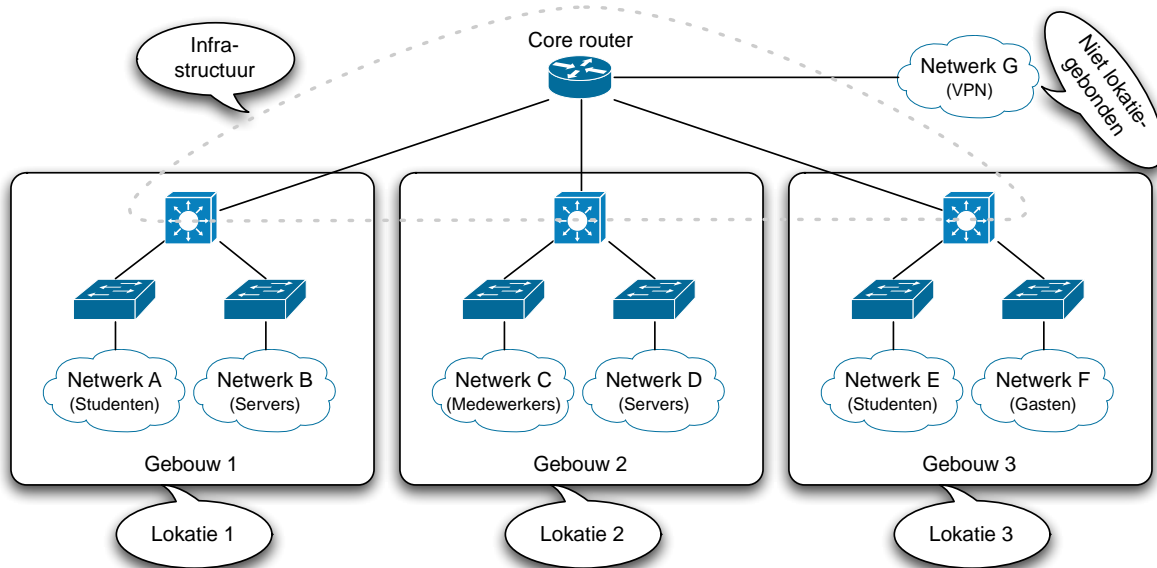 Infra-
structuur
Core router
Netwerk G
(VPN)
Niet lokatie-
gebonden
Netwerk A
(Studenten)
Netwerk B
(Servers)
Gebouw 1
Netwerk C
(Medewerkers)
Netwerk D
(Servers)
Gebouw 2
Netwerk E
(Studenten)
Netwerk F
(Gasten)
Gebouw 3
Lokatie 1
Lokatie 2
Lokatie 3